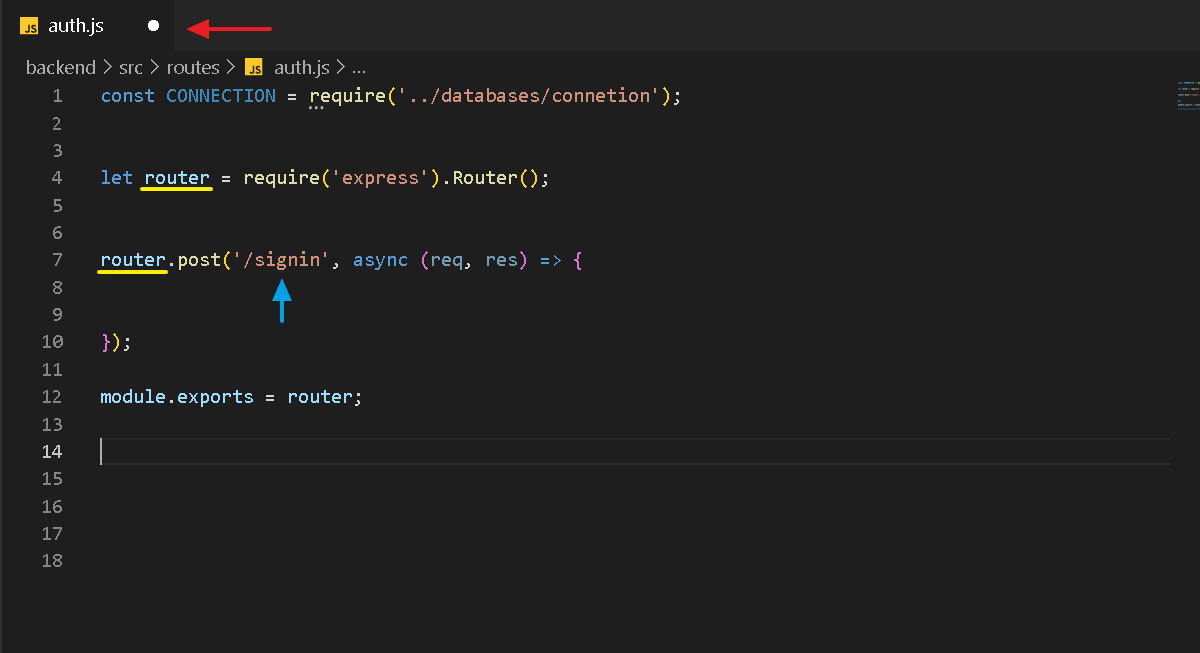 JS auth.js
backend > src > routes > JS auth.js > ...
1 const CONNECTION = require('../databases/connetion');
2
3
4 let router = require('express').Router();
5
6
7 router.post('/signin', async (req, res) => {
8
9
10 });
11
12 module.exports = router;
13
14
15
16
17
18